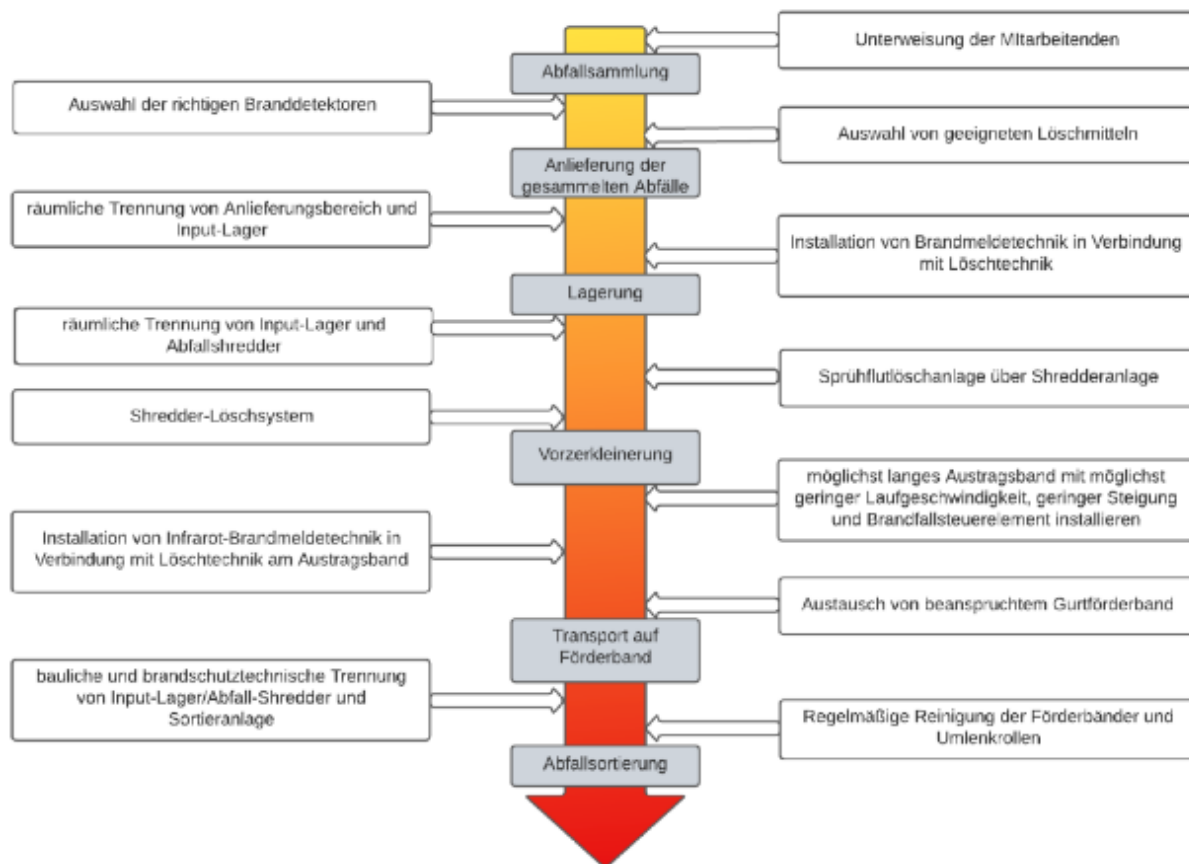 Unterweisung der MItarbeitenden
Abfallsammlung
Auswahl der richtigen Branddetektoren
Auswahl von geeigneten Löschmitteln
Anlieferung der
gesammelten Abfälle
räumliche Trennung von Anlieferungsbereich und
Input-Lager
Installation von Brandmeldetechnik in Verbindung
mit Löschtechnik
Lagerung
räumliche Trennung von Input-Lager und
Abfallshredder
Sprühflutlöschanlage über Shredderanlage
Shredder-Löschsystem
Vorzerkleinerung
möglichst langes Austragsband mit möglichst
geringer Laufgeschwindigkeit, geringer Steigung
und Brandfallsteuerelement installieren
Installation von Infrarot-Brandmeldetechnik in
Verbindung mit Löschtechnik am Austragsband
Austausch von beanspruchtem Gurtförderband
Transport auf
Förderband
bauliche und brandschutztechnische Trennung
von Input-Lager/Abfall-Shredder und
Sortieranlage
Regelmäßige Reinigung der Förderbänder und
Umlenkrollen
Abfallsortierung